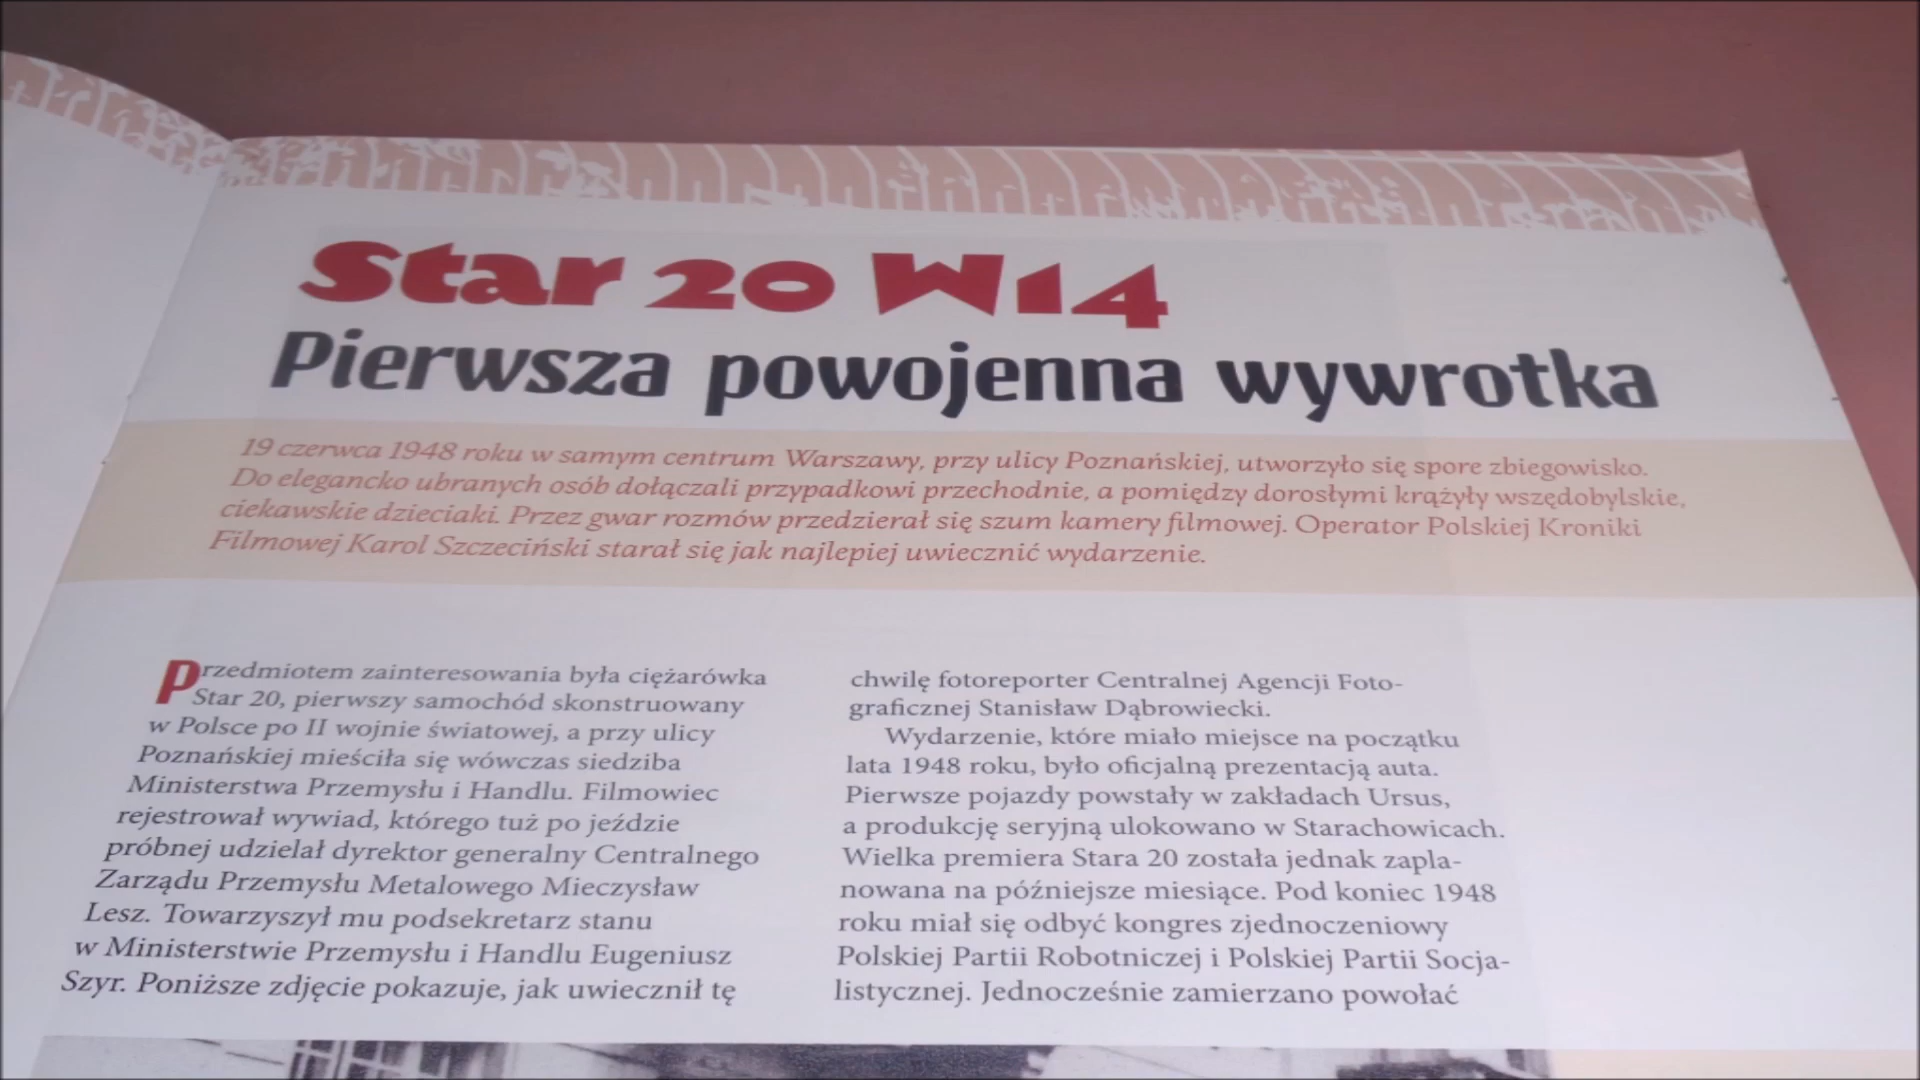 Star 20 W14
Pierwsza powojenna wywrotka
19 czerwca 1948 roku w samym centrum Warszawy, przy ulicy Poznańskiej, utworzyło się spore zbiegowisko.
Do elegancko ubranych osób dołączali przypadkowi przechodnie, a pomiędzy dorosłymi krążyły wszędobylskie,
ciekawskie dzieciaki. Przez gwar rozmów przedzierał się szum kamery filmowej. Operator Polskiej Kroniki
Filmowej Karol Szczeciński starał się jak najlepiej uwiecznić wydarzenie.
Przedmiotem zainteresowania była ciężarówka
Star 20, pierwszy samochód skonstruowany
w Polsce po II wojnie światowej, a przy ulicy
Poznańskiej mieściła się wówczas siedziba
Ministerstwa Przemysłu i Handlu. Filmowiec
rejestrował wywiad, którego tuż po jeździe
próbnej udzielał dyrektor generalny Centralnego
Zarządu Przemysłu Metalowego Mieczysław
Lesz. Towarzyszył mu podsekretarz stanu
w Ministerstwie Przemysłu i Handlu Eugeniusz
Szyr. Poniższe zdjęcie pokazuje, jak uwiecznił tę
chwilę fotoreporter Centralnej Agencji Foto-
graficznej Stanisław Dąbrowiecki.
Wydarzenie, które miało miejsce na początku
lata 1948 roku, było oficjalną prezentacją auta.
Pierwsze pojazdy powstały w zakładach Ursus,
a produkcję seryjną ulokowano w Starachowicach.
Wielka premiera Stara 20 została jednak zapla-
nowana na późniejsze miesiące. Pod koniec 1948
roku miał się odbyć kongres zjednoczeniowy
Polskiej Partii Robotniczej i Polskiej Partii Socja-
listycznej. Jednocześnie zamierzano powołać